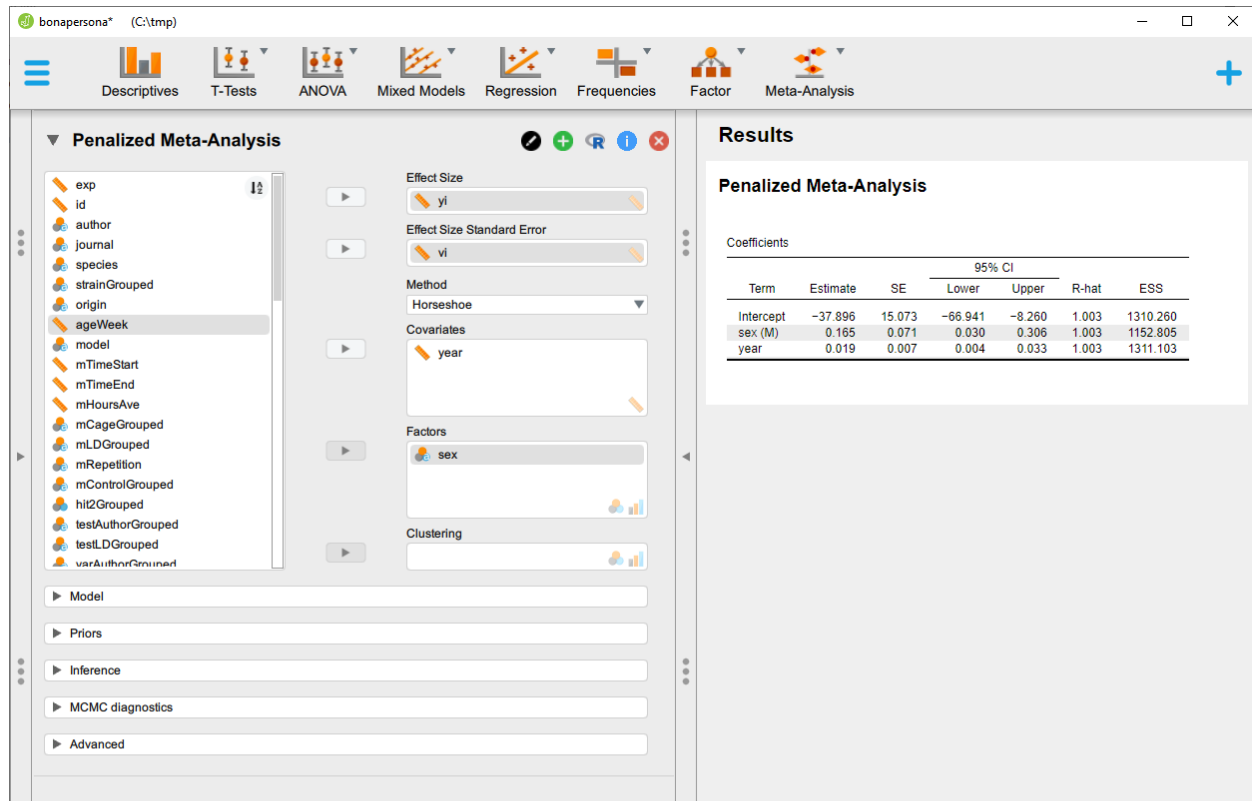 bonapersona* (C:\tmp)
Descriptives T-Tests ANOVA Mixed Models Regression Frequencies Factor Meta-Analysis
Penalized Meta-Analysis
exp
id
author
journal
species
strainGrouped
origin
ageWeek
model
mTimeStart
mTimeEnd
mHoursAve
mCageGrouped
mLDGrouped
mRepetition
mControlGrouped
hit2Grouped
testAuthorGrouped
testLDGrouped
varAuthorGrouped
Effect Size
yi
Effect Size Standard Error
vi
Method
Horseshoe
Covariates
year
Factors
sex
Clustering
Model
Priors
Inference
MCMC diagnostics
Advanced
Results
Penalized Meta-Analysis
Coefficients
95% CI
Term Estimate SE Lower Upper R-hat ESS
Intercept −37.896 15.073 −66.941 −8.260 1.003 1310.260
sex (M) 0.165 0.071 0.030 0.306 1.003 1152.805
year 0.019 0.007 0.004 0.033 1.003 1311.103